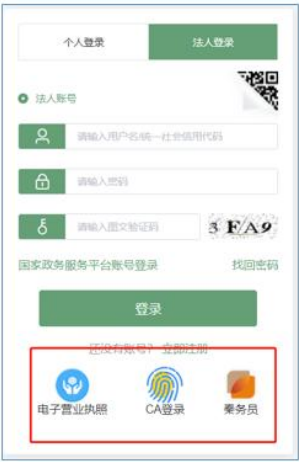 个人登录 法人登录
法人账号
请输入用户名/统一社会信用代码
请输入密码
请输入图文验证码 3 F/A9
国家政务服务平台账号登录 找回密码
登录
还没有账号？ 立即注册
电子营业执照 CA登录 秦务员